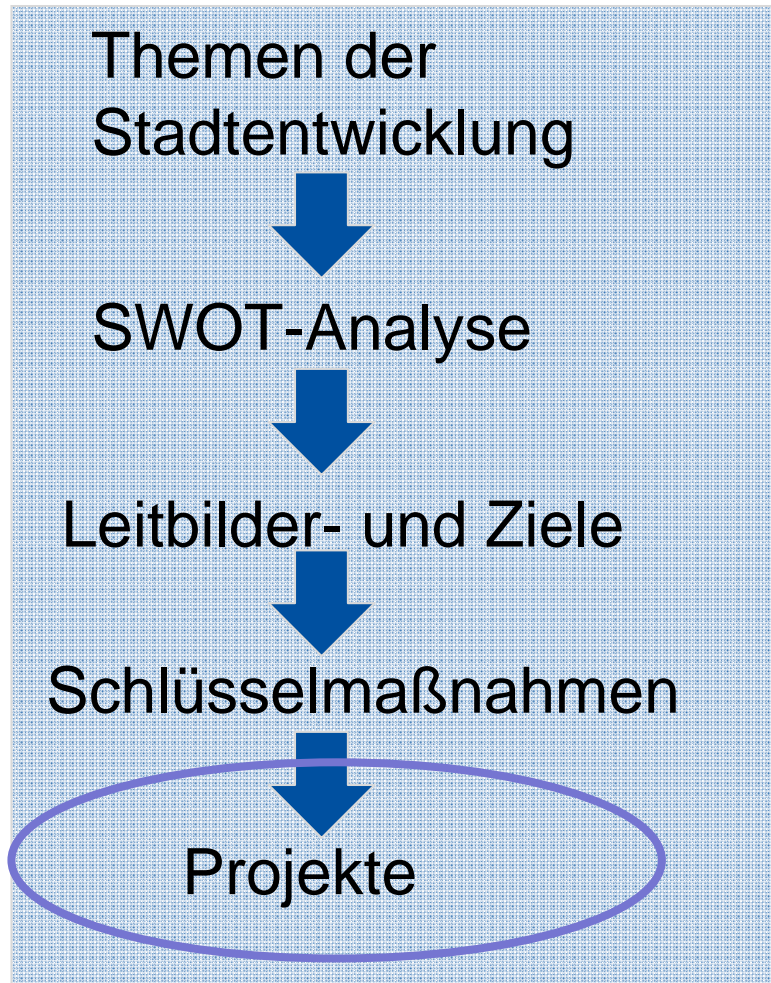 Themen der
Stadtentwicklung
SWOT-Analyse
Leitbilder- und Ziele
Schlüsselmaßnahmen
Projekte